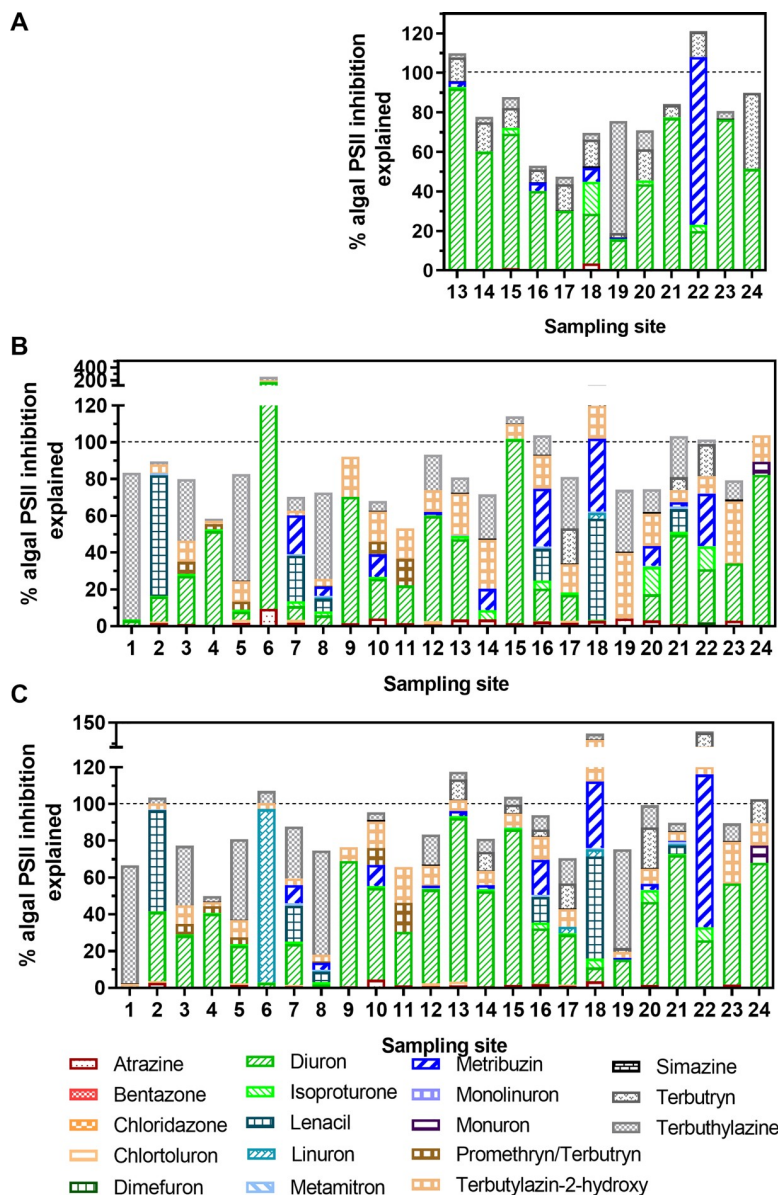 A
% algal PSII inhibition
explained
120
100
80
60
40
20
0
13 14 15 16 17 18 19 20 21 22 23 24
Sampling site
B
% algal PSII inhibition
explained
400
200
120
100
80
60
40
20
0
1 2 3 4 5 6 7 8 9 10 11 12 13 14 15 16 17 18 19 20 21 22 23 24
Sampling site
C
% algal PSII inhibition
explained
150
120
100
80
60
40
20
0
1 2 3 4 5 6 7 8 9 10 11 12 13 14 15 16 17 18 19 20 21 22 23 24
Sampling site
Atrazine
Bentazone
Chloridazone
Chlortoluron
Dimefuron
Diuron
Isoproturone
Lenacil
Linuron
Metamitron
Metribuzin
Monolinuron
Monuron
Promethryn/Terbutryn
Terbutylazin-2-hydroxy
Simazine
Terbutryn
Terbuthylazine